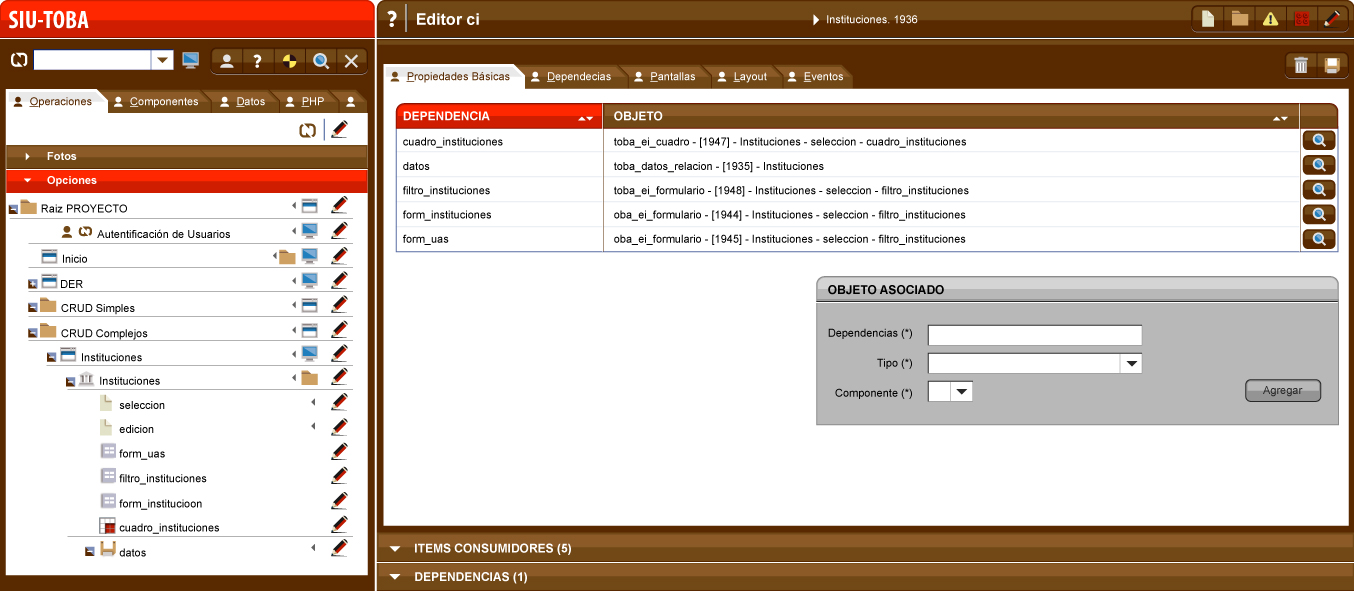 SIU-TOBA
?
Operaciones
Componentes
Datos
PHP
Fotos
Opciones
Raiz PROYECTO
Autentificación de Usuarios
Inicio
DER
CRUD Simples
CRUD Complejos
Instituciones
Instituciones
seleccion
edicion
form_uas
filtro_instituciones
form_institucioon
cuadro_instituciones
datos
? Editor ci
Instituciones. 1936
Propiedades Básicas
Dependecias
Pantallas
Layout
Eventos
DEPENDENCIA OBJETO
cuadro_instituciones toba_ei_cuadro - [1947] - Instituciones - seleccion - cuadro_instituciones
datos toba_datos_relacion - [1935] - Instituciones
filtro_instituciones toba_ei_formulario - [1948] - Instituciones - seleccion - filtro_instituciones
form_instituciones oba_ei_formulario - [1944] - Instituciones - seleccion - filtro_instituciones
form_uas oba_ei_formulario - [1945] - Instituciones - seleccion - filtro_instituciones
OBJETO ASOCIADO
Dependencias (*)
Tipo (*)
Componente (*)
Agregar
ITEMS CONSUMIDORES (5)
DEPENDENCIAS (1)